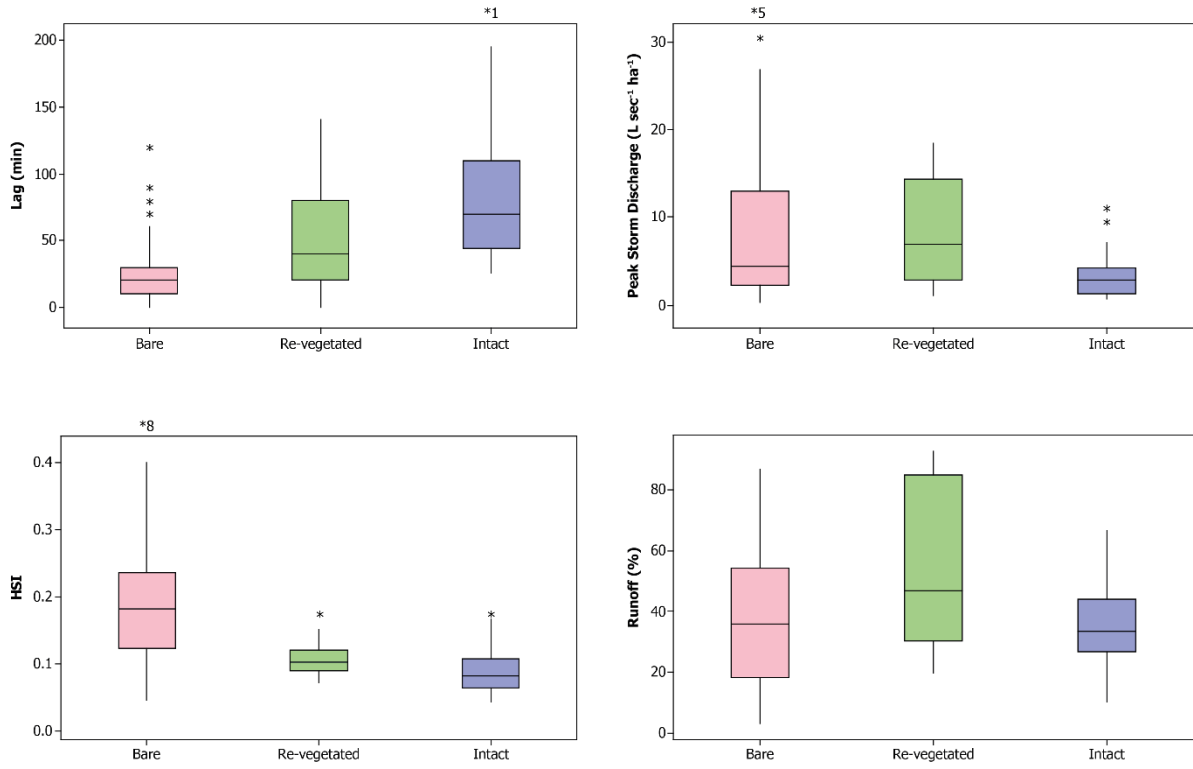 *1
200
150
100
50
0
Lag (min)
*
*
*
*
Bare
Re-vegetated
Intact
*5
30
20
10
0
Peak Storm Discharge (L sec⁻¹ ha⁻¹)
*
*
*
Bare
Re-vegetated
Intact
*8
0.4
0.3
0.2
0.1
0.0
HSI
*
*
Bare
Re-vegetated
Intact
80
60
40
20
0
Runoff (%)
Bare
Re-vegetated
Intact